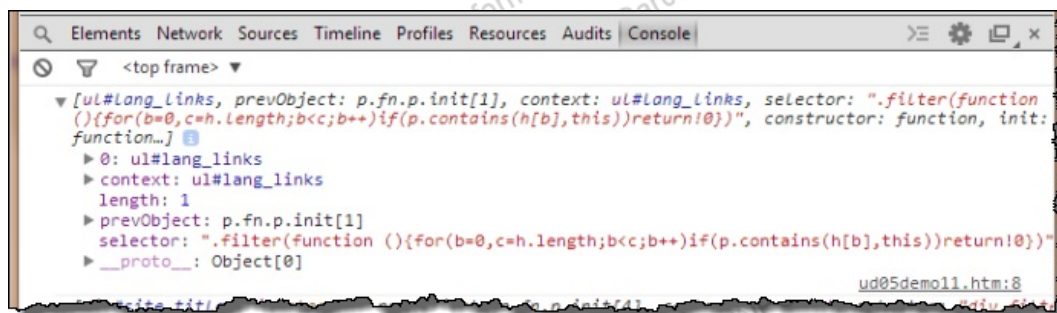 Elements Network Sources Timeline Profiles Resources Audits Console
<top frame> ▼
▼ [ul#lang_links, prevObject: p.fn.p.init[1], context: ul#lang_links, selector: ".filter(function
(){for(b=0,c=h.length;b<c;b++)if(p.contains(h[b],this))return!0})", constructor: function, init:
function…]
▶ 0: ul#lang_links
▶ context: ul#lang_links
length: 1
▶ prevObject: p.fn.p.init[1]
selector: ".filter(function (){for(b=0,c=h.length;b<c;b++)if(p.contains(h[b],this))return!0})"
▶ __proto__: Object[0]
ud05demo11.htm:8